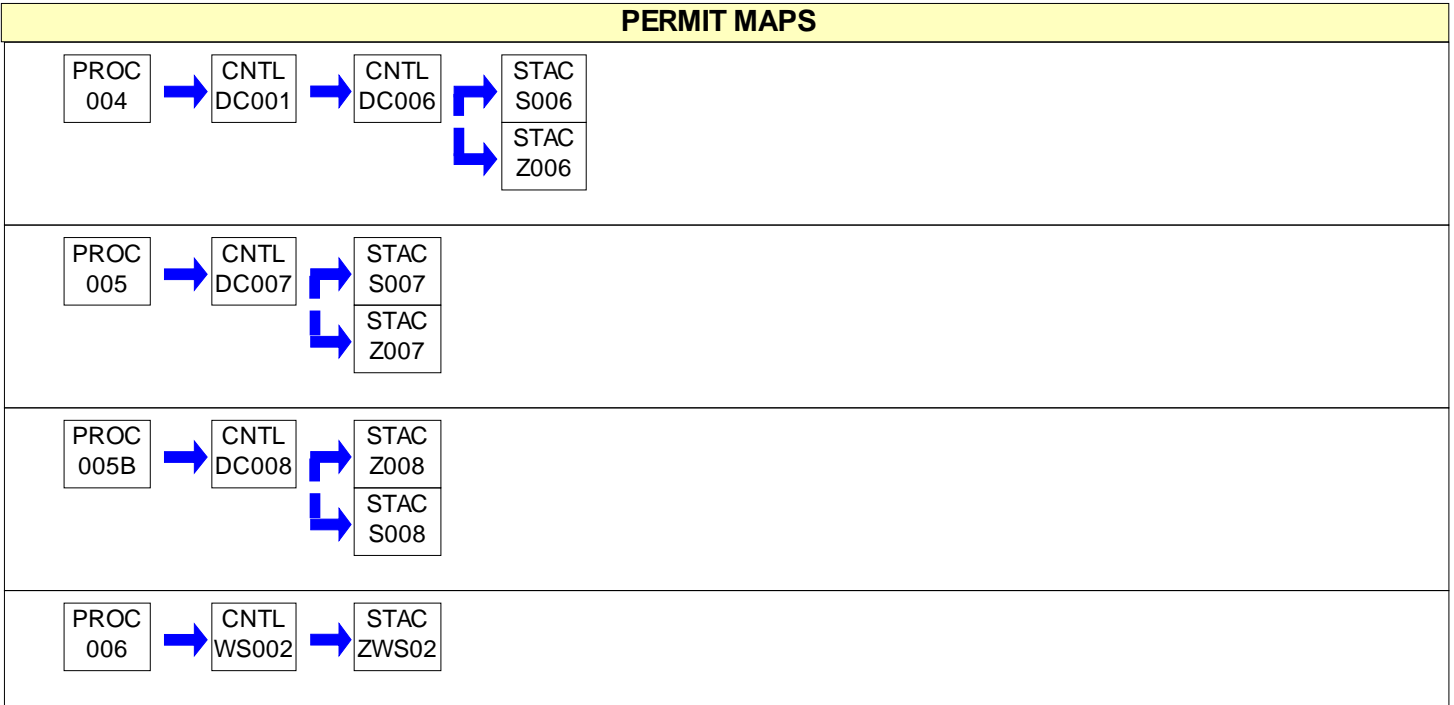 PERMIT MAPS
PROC
004
CNTL
DC001
CNTL
DC006
STAC
S006
STAC
Z006
PROC
005
CNTL
DC007
STAC
S007
STAC
Z007
PROC
005B
CNTL
DC008
STAC
Z008
STAC
S008
PROC
006
CNTL
WS002
STAC
ZWS02